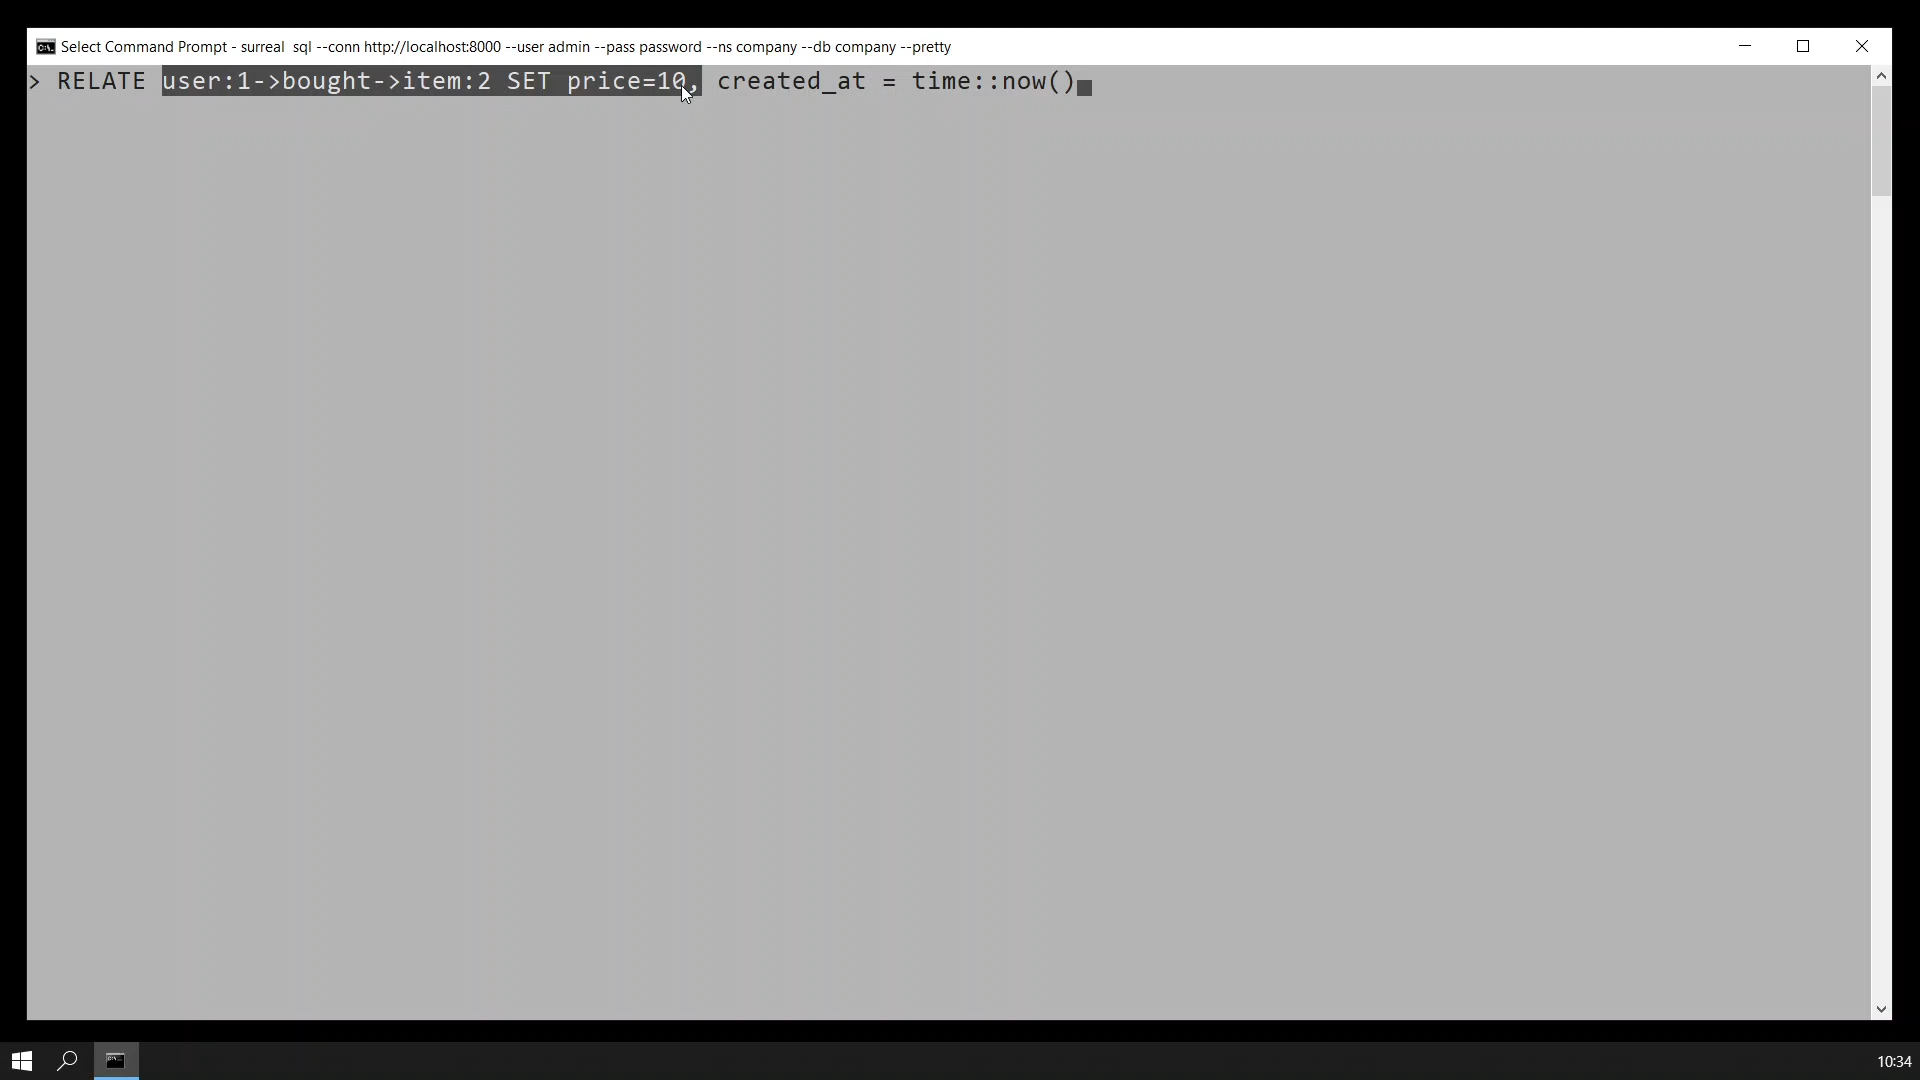 Select Command Prompt - surreal  sql --conn http://localhost:8000 --user admin --pass password --ns company --db company --pretty
> RELATE user:1->bought->item:2 SET price=10, created_at = time::now()
10:34